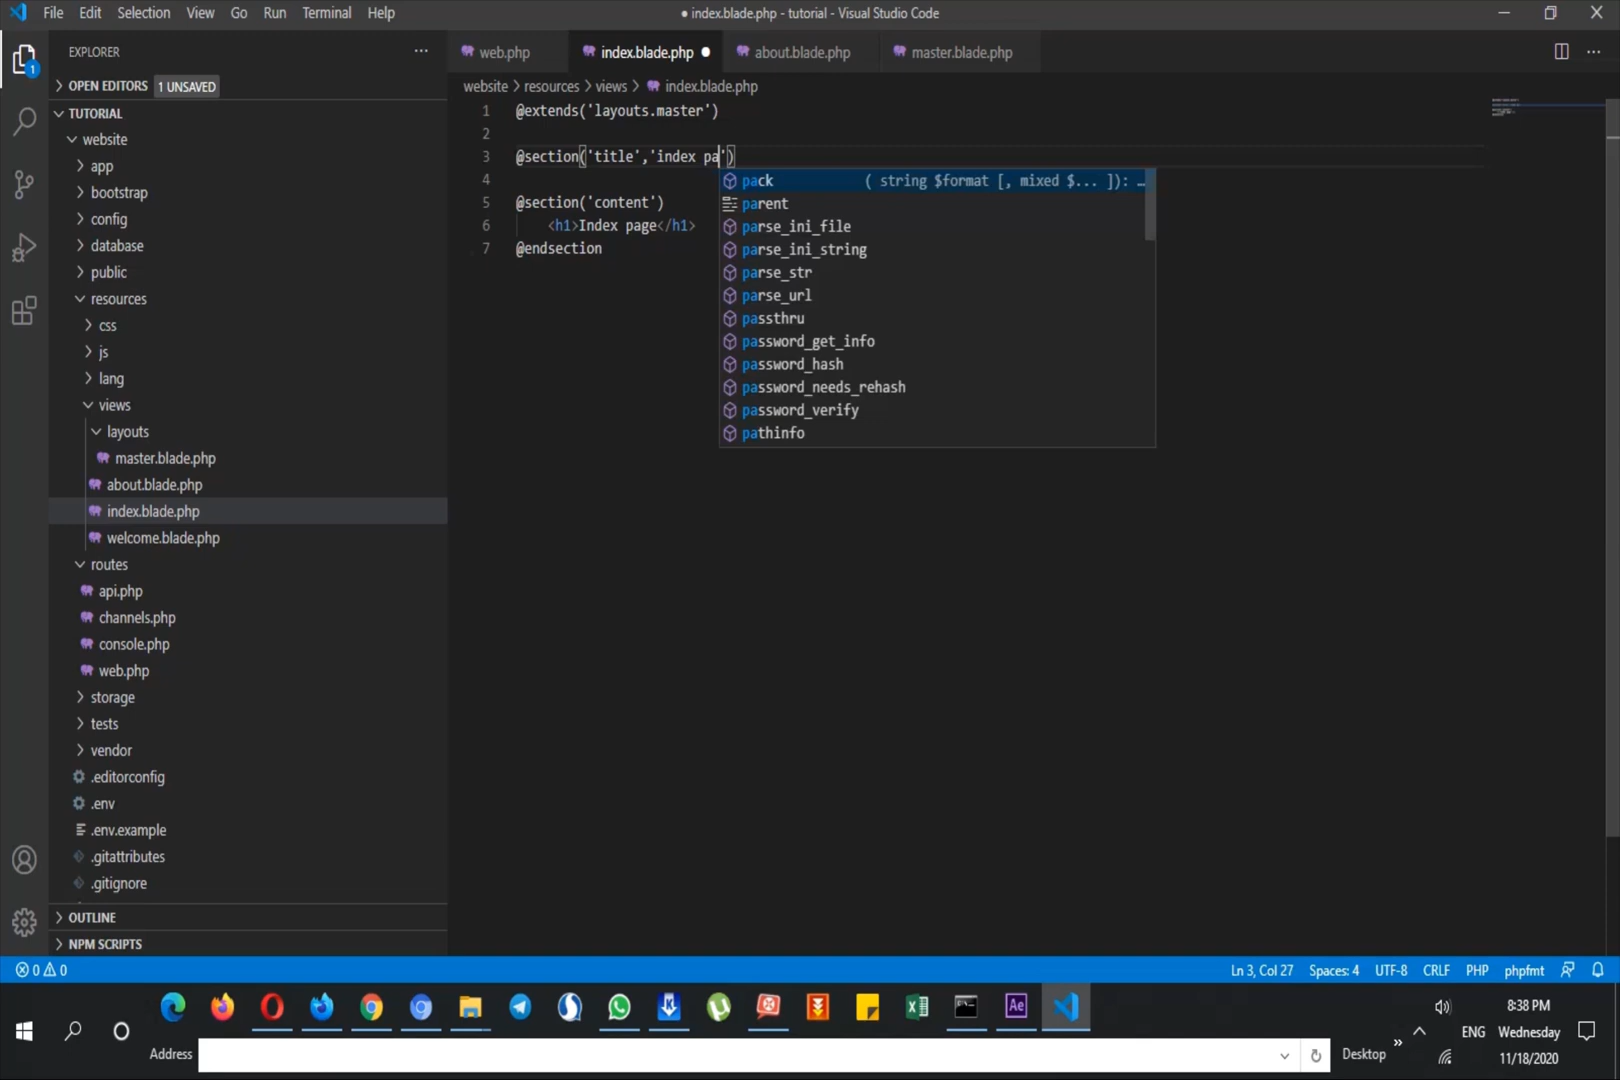 File Edit Selection View Go Run Terminal Help
● index.blade.php - tutorial - Visual Studio Code
EXPLORER
OPEN EDITORS 1 UNSAVED
TUTORIAL
website
app
bootstrap
config
database
public
resources
css
js
lang
views
layouts
master.blade.php
about.blade.php
index.blade.php
welcome.blade.php
routes
api.php
channels.php
console.php
web.php
storage
tests
vendor
.editorconfig
.env
.env.example
.gitattributes
.gitignore
OUTLINE
NPM SCRIPTS
1
web.php index.blade.php ● about.blade.php master.blade.php
website > resources > views > index.blade.php
1 @extends('layouts.master')
2
3 @section('title','index pa')
4
5 @section('content')
6 <h1>Index page</h1>
7 @endsection
pack ( string $format [, mixed $... ]): …
parent
parse_ini_file
parse_ini_string
parse_str
parse_url
passthru
password_get_info
password_hash
password_needs_rehash
password_verify
pathinfo
0 0 Ln 3, Col 27 Spaces: 4 UTF-8 CRLF PHP phpfmt
Ae
8:38 PM
ENG Wednesday
Address Desktop »
11/18/2020